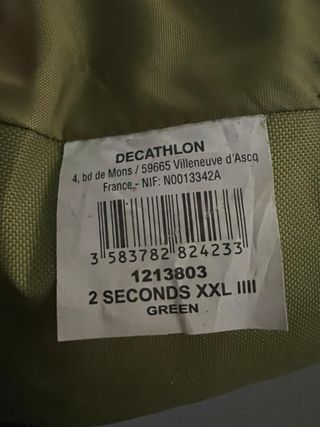 DECATHLON
4, bd de Mons / 59665 Villeneuve d'Ascq
France - NIF: N0013342A
3 583782 824233
1213803
2 SECONDS XXL IIII
GREEN